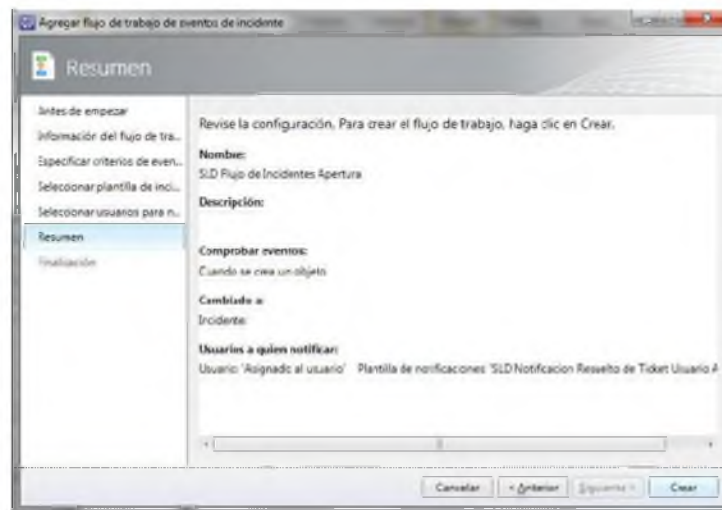 Agregar flujo de trabajo de eventos de incidente
Resumen
Antes de empezar
Información del flujo de tra...
Especificar criterios de even...
Seleccionar plantilla de inci...
Seleccionar usuarios para n...
Resumen
Finalización
Revise la configuración. Para crear el flujo de trabajo, haga clic en Crear.
Nombre:
SLD Flujo de Incidentes Apertura
Descripción:
Comprobar eventos:
Cuando se crea un objeto
Cambiado a:
Incidente
Usuarios a quien notificar:
Usuario 'Asignado al usuario' Plantilla de notificaciones 'SLD Notificacion Resuelto de Ticket Usuario A
Cancelar
< Anterior
Siguiente >
Crear